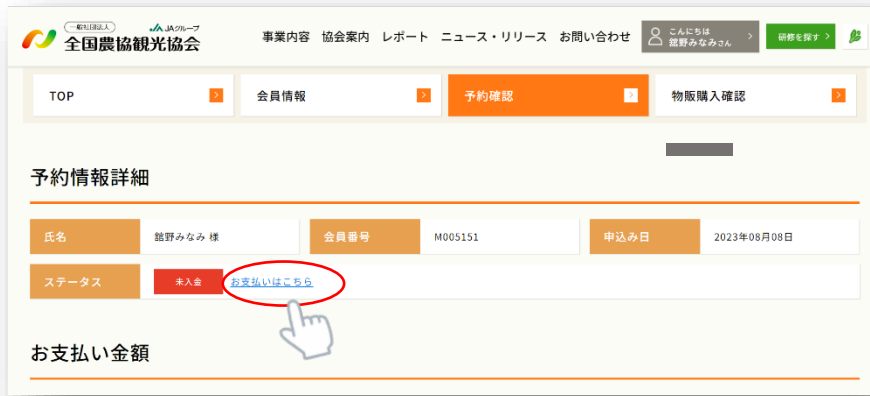 一般社団法人 JAグループ
全国農協観光協会
事業内容 協会案内 レポート ニュース・リリース お問い合わせ
こんにちは
舘野みなみさん
研修を探す
TOP 会員情報 予約確認 物販購入確認
予約情報詳細
氏名 舘野みなみ 様 会員番号 M005151 申込み日 2023年08月08日
ステータス 未入金 お支払いはこちら
お支払い金額